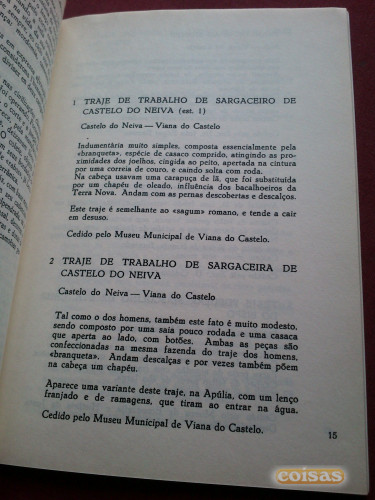 1 TRAJE DE TRABALHO DE SARGACEIRO DE
CASTELO DO NEIVA (est. 1)
Castelo do Neiva — Viana do Castelo
Indumentária muito simples, composta essencialmente pela
«branqueta», espécie de casaco comprido, atingindo as pro-
ximidades dos joelhos, cingida ao peito, apertada na cintura
por uma correia de couro, e caindo solta com roda.
Na cabeça usavam uma carapuça de lã, que foi substituída
por um chapéu de oleado, influência dos bacalhoeiros da
Terra Nova. Andam com as pernas descobertas e descalços.
Este traje é semelhante ao «sagum» romano, e tende a cair
em desuso.
Cedido pelo Museu Municipal de Viana do Castelo.
2 TRAJE DE TRABALHO DE SARGACEIRA DE
CASTELO DO NEIVA
Castelo do Neiva — Viana do Castelo
Tal como o dos homens, também este fato é muito modesto,
sendo composto por uma saia pouco rodada e uma casaca
que aperta ao lado, com botões. Ambas as peças são
confeccionadas na mesma fazenda do traje dos homens,
«branqueta». Andam descalças e por vezes também põem
na cabeça um chapéu.
Aparece uma variante deste traje, na Apúlia, com um lenço
franjado e de ramagens, que tiram ao entrar na água.
Cedido pelo Museu Municipal de Viana do Castelo.
15
coisas